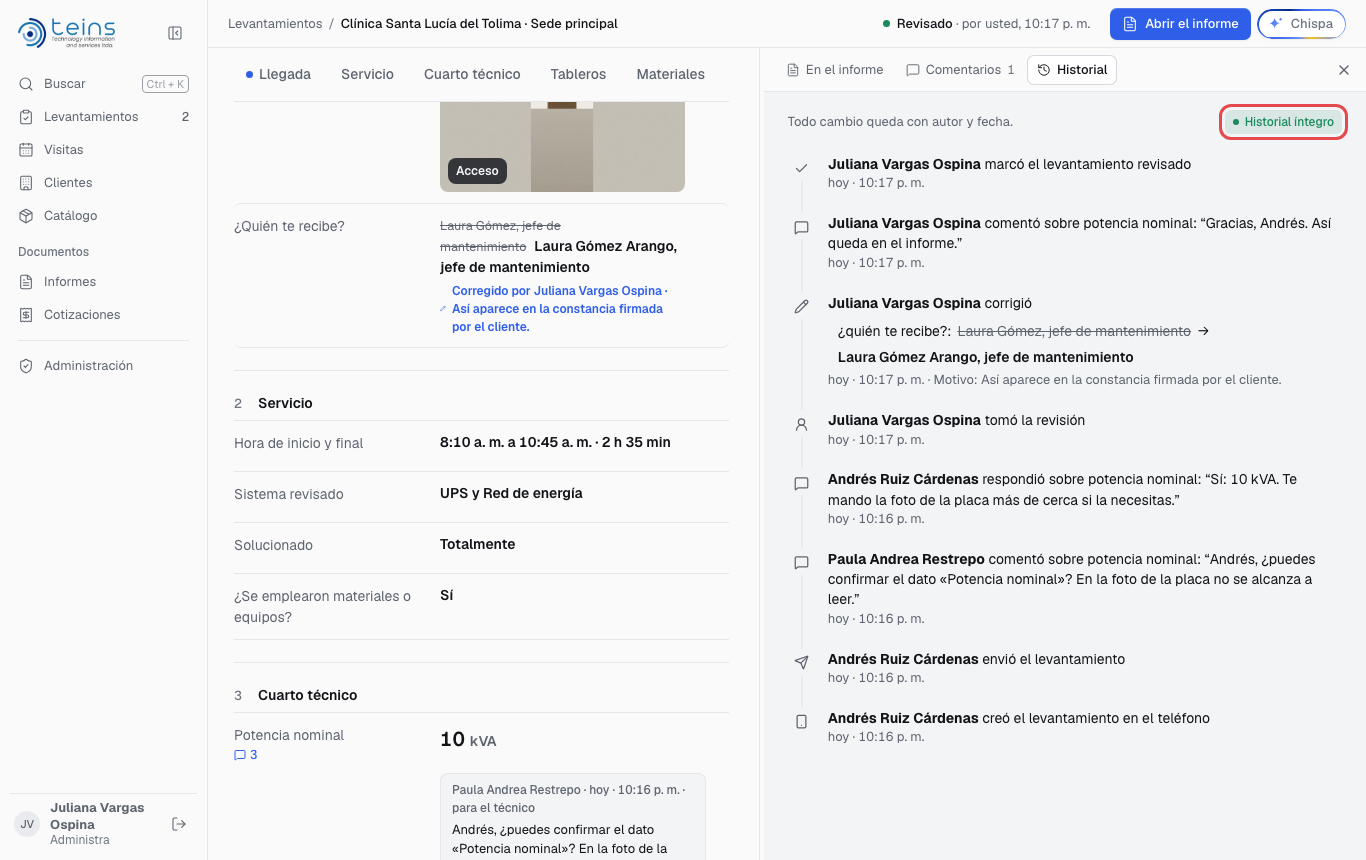 teins
Technology information
and services ltda.
Buscar
Ctrl + K
Levantamientos
2
Visitas
Clientes
Catálogo
Documentos
Informes
Cotizaciones
Administración
JV
Juliana Vargas
Ospina
Administra
Levantamientos / Clínica Santa Lucía del Tolima · Sede principal
Revisado · por usted, 10:17 p. m.
Abrir el informe
Chispa
Llegada
Servicio
Cuarto técnico
Tableros
Materiales
Acceso
¿Quién te recibe?
Laura Gómez, jefe de
mantenimiento Laura Gómez Arango,
jefe de mantenimiento
Corregido por Juliana Vargas Ospina ·
Así aparece en la constancia firmada
por el cliente.
2 Servicio
Hora de inicio y final
8:10 a. m. a 10:45 a. m. · 2 h 35 min
Sistema revisado
UPS y Red de energía
Solucionado
Totalmente
¿Se emplearon materiales o
equipos?
Sí
3 Cuarto técnico
Potencia nominal
3
10 kVA
Paula Andrea Restrepo · hoy · 10:16 p. m. ·
para el técnico
Andrés, ¿puedes confirmar el dato
«Potencia nominal»? En la foto de la
En el informe
Comentarios 1
Historial
Todo cambio queda con autor y fecha.
Historial íntegro
Juliana Vargas Ospina marcó el levantamiento revisado
hoy · 10:17 p. m.
Juliana Vargas Ospina comentó sobre potencia nominal: “Gracias, Andrés. Así
queda en el informe.”
hoy · 10:17 p. m.
Juliana Vargas Ospina corrigió
¿quién te recibe?: Laura Gómez, jefe de mantenimiento →
Laura Gómez Arango, jefe de mantenimiento
hoy · 10:17 p. m. · Motivo: Así aparece en la constancia firmada por el cliente.
Juliana Vargas Ospina tomó la revisión
hoy · 10:17 p. m.
Andrés Ruiz Cárdenas respondió sobre potencia nominal: “Sí: 10 kVA. Te
mando la foto de la placa más de cerca si la necesitas.”
hoy · 10:16 p. m.
Paula Andrea Restrepo comentó sobre potencia nominal: “Andrés, ¿puedes
confirmar el dato «Potencia nominal»? En la foto de la placa no se alcanza a
leer.”
hoy · 10:16 p. m.
Andrés Ruiz Cárdenas envió el levantamiento
hoy · 10:16 p. m.
Andrés Ruiz Cárdenas creó el levantamiento en el teléfono
hoy · 10:16 p. m.